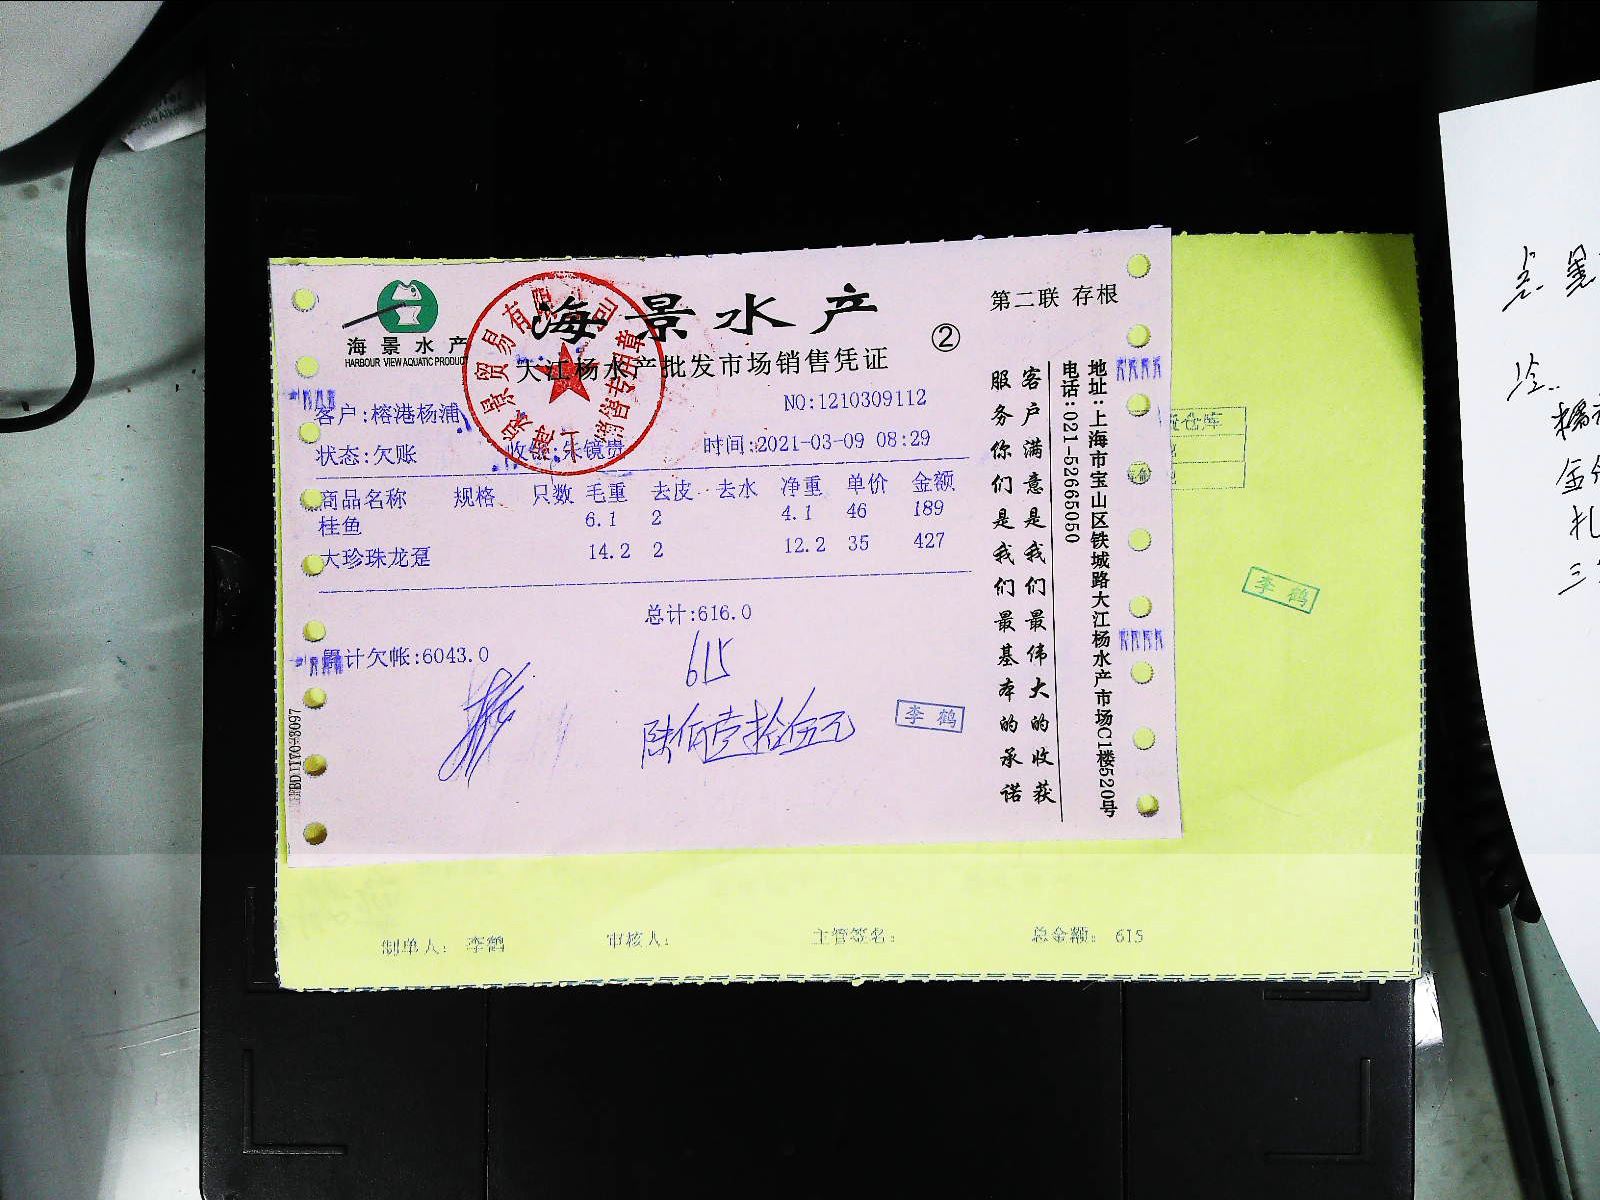 海景水产
HARBOUR VIEW AQUATIC PRODUCT
海景水产
大江杨水产批发市场销售凭证
②
第二联 存根
NO:1210309112
客户:榕港杨浦
状态:欠账
朱镜贵
时间:2021-03-09 08:29
商品名称 规格 只数 毛重 去皮 去水 净重 单价 金额
桂鱼 6.1 2 4.1 46 189
大珍珠龙趸 14.2 2 12.2 35 427
总计:616.0
累计欠帐:6043.0
615
陆佰壹拾伍元
李鹤
客户满意是我们最伟大的收获
服务你们是我们最基本的承诺
地址:上海市宝山区铁城路大江杨水产市场C1楼520号
电话:021-52665050
李鹤
制单人: 李鹤 审核人: 主管签名: 总金额: 615